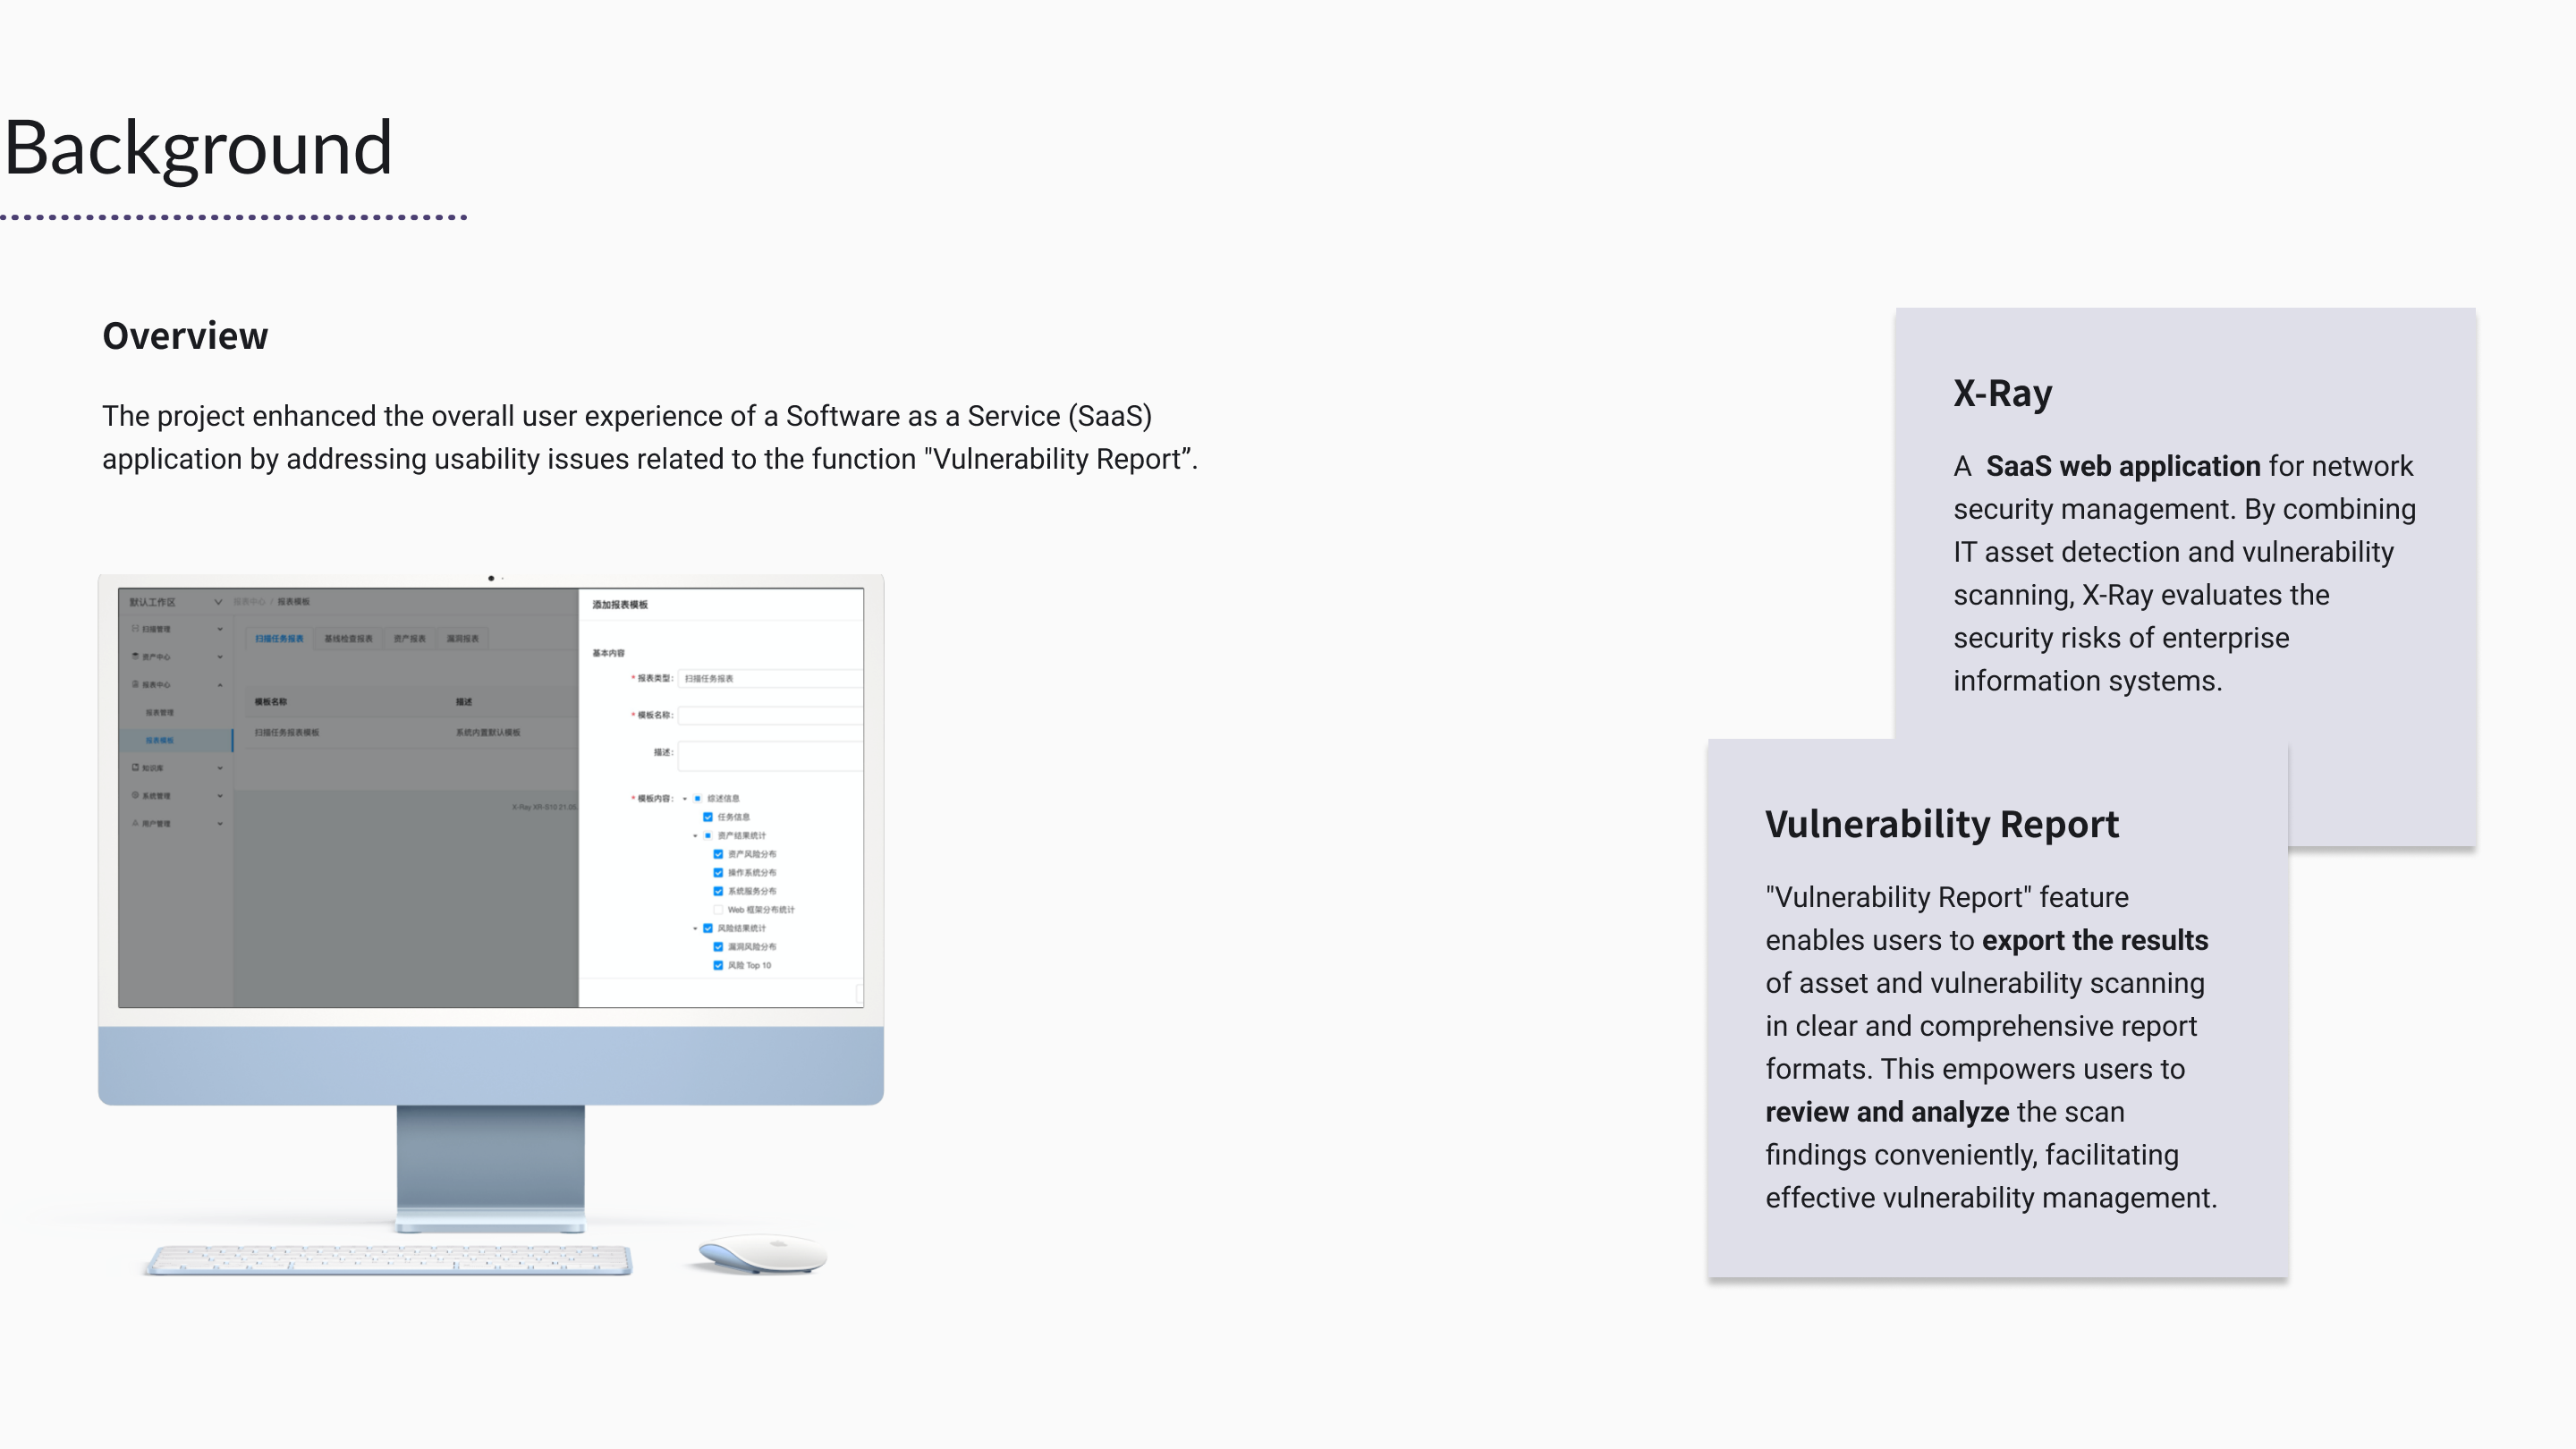 Background
Overview
The project enhanced the overall user experience of a Software as a Service (SaaS)
application by addressing usability issues related to the function "Vulnerability Report”.
默认工作区
报表中心 / 报表模板
扫描管理
资产中心
报表中心
报表管理
报表模板
知识库
系统管理
用户管理
扫描任务报表 基线检查报表 资产报表 漏洞报表
模板名称 描述
扫描任务报表模板 系统内置默认模板
X-Ray XR-S10 21.05.
添加报表模板
基本内容
* 报表类型: 扫描任务报表
* 模板名称:
描述:
* 模板内容: 综述信息
任务信息
资产结果统计
资产风险分布
操作系统分布
系统服务分布
Web 框架分布统计
风险结果统计
漏洞风险分布
风险 Top 10
X-Ray
A SaaS web application for network
security management. By combining
IT asset detection and vulnerability
scanning, X-Ray evaluates the
security risks of enterprise
information systems.
Vulnerability Report
"Vulnerability Report" feature
enables users to export the results
of asset and vulnerability scanning
in clear and comprehensive report
formats. This empowers users to
review and analyze the scan
findings conveniently, facilitating
effective vulnerability management.